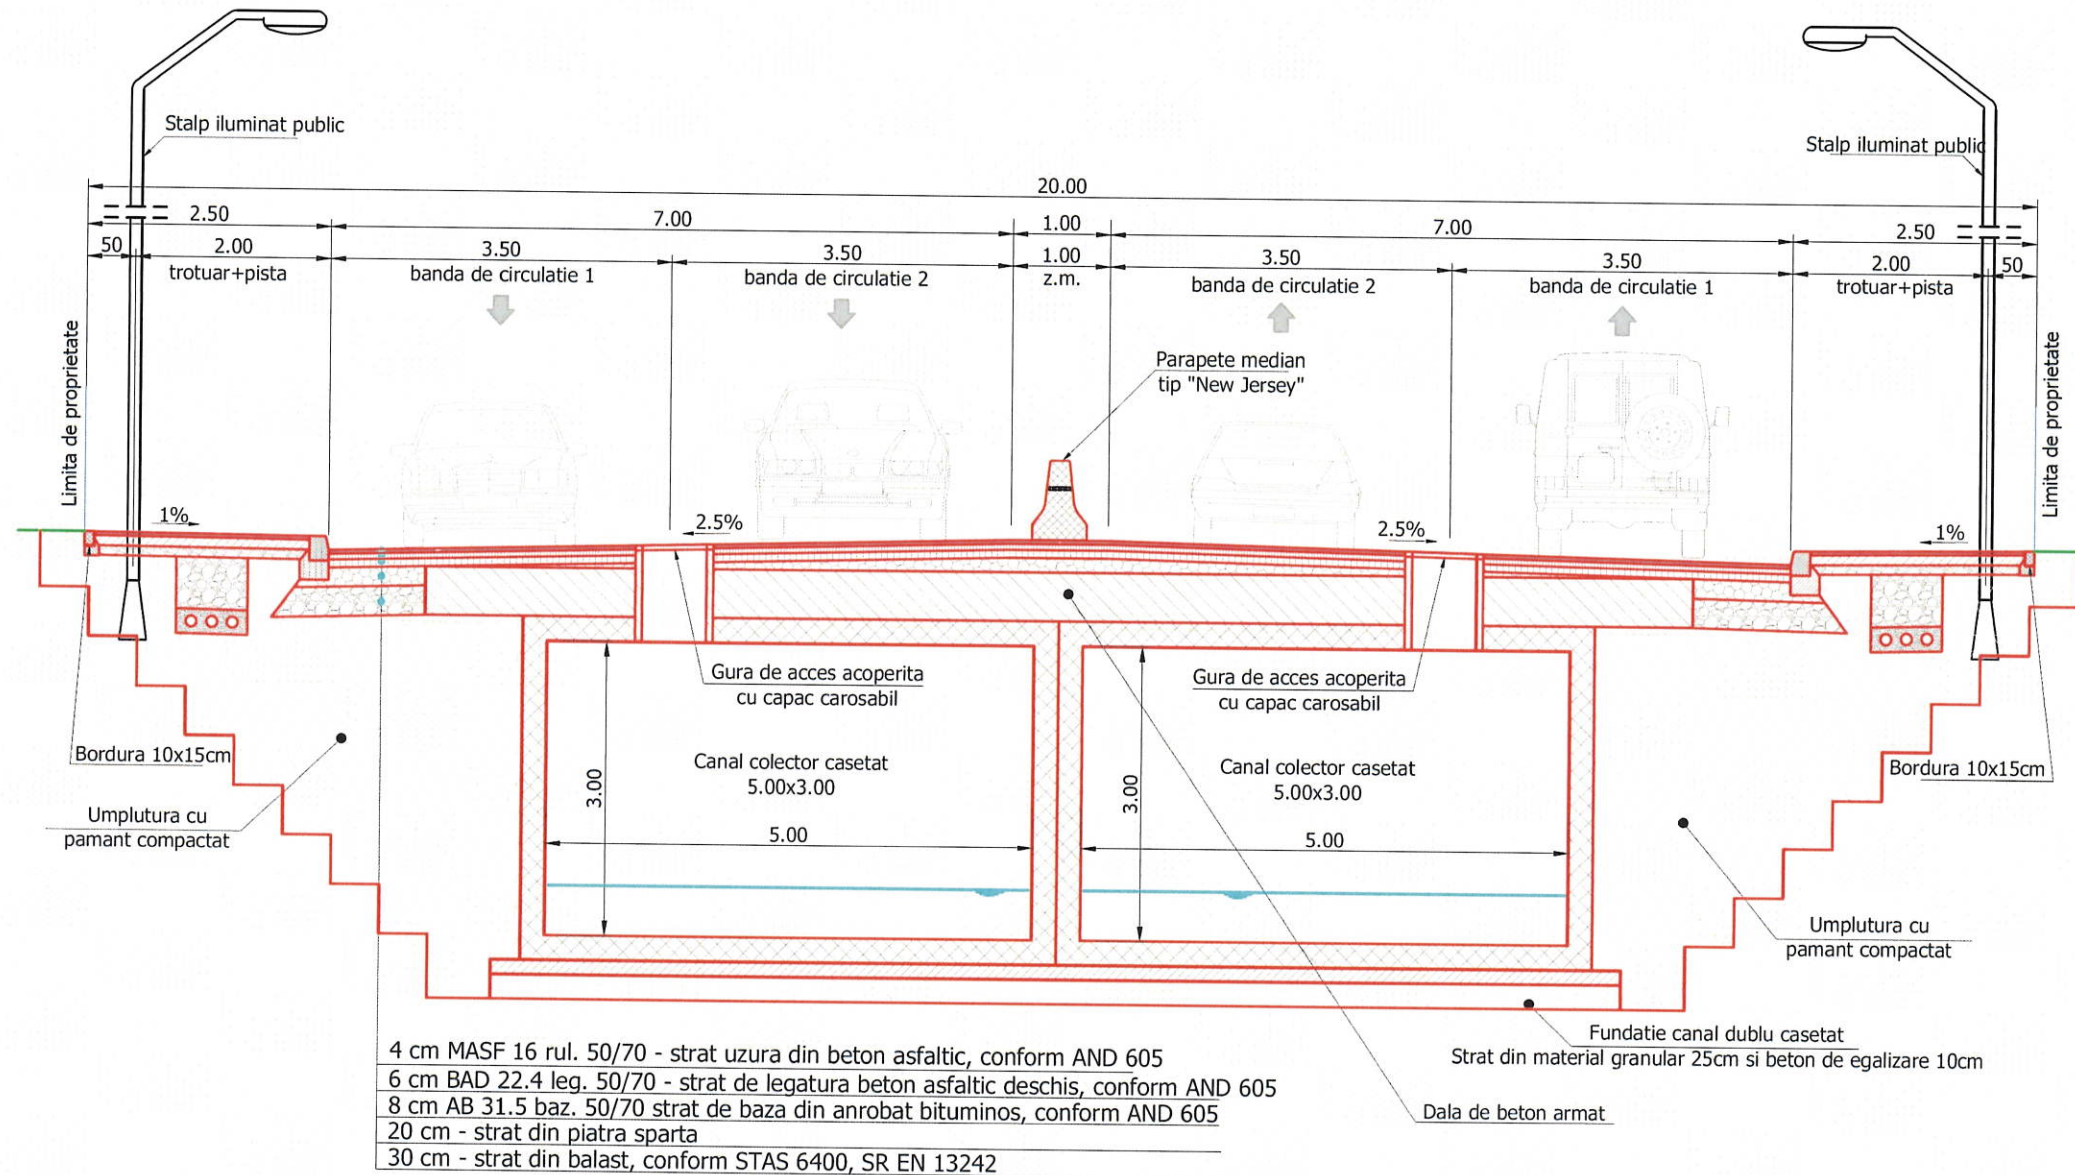 Stalp iluminat public
Stalp iluminat public
20.00
2.50
7.00
1.00
7.00
2.50
50
2.00
3.50
3.50
1.00
3.50
3.50
2.00
50
trotuar+pista
banda de circulatie 1
banda de circulatie 2
z.m.
banda de circulatie 2
banda de circulatie 1
trotuar+pista
Limita de proprietate
Limita de proprietate
Parapete median
tip "New Jersey"
1%
2.5%
2.5%
1%
Gura de acces acoperita
cu capac carosabil
Gura de acces acoperita
cu capac carosabil
Bordura 10x15cm
Bordura 10x15cm
Canal colector casetat
5.00x3.00
Canal colector casetat
5.00x3.00
3.00
3.00
5.00
5.00
Umplutura cu
pamant compactat
Umplutura cu
pamant compactat
Fundatie canal dublu casetat
Strat din material granular 25cm si beton de egalizare 10cm
Dala de beton armat
4 cm MASF 16 rul. 50/70 - strat uzura din beton asfaltic, conform AND 605
6 cm BAD 22.4 leg. 50/70 - strat de legatura beton asfaltic deschis, conform AND 605
8 cm AB 31.5 baz. 50/70 strat de baza din anrobat bituminos, conform AND 605
20 cm - strat din piatra sparta
30 cm - strat din balast, conform STAS 6400, SR EN 13242